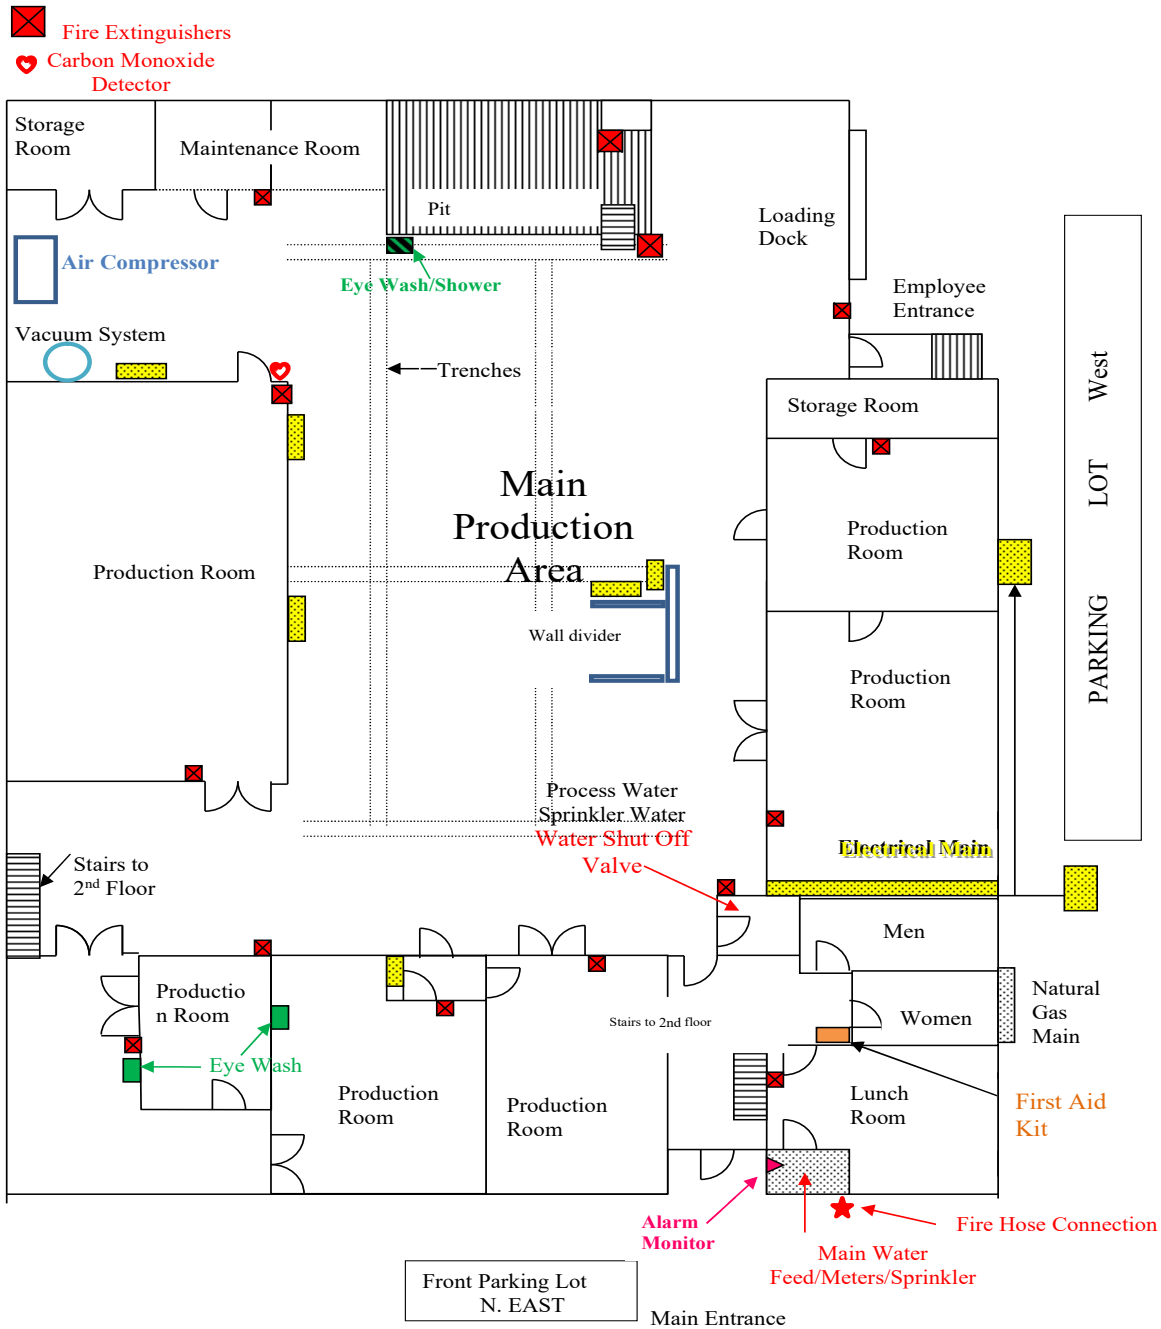 Fire Extinguishers
Carbon Monoxide
Detector
Storage
Room
Maintenance Room
Pit
Loading
Dock
Air Compressor
Eye Wash/Shower
Employee
Entrance
Vacuum System
Trenches
Storage Room
West
LOT
PARKING
Main
Production
Area
Production
Room
Production Room
Wall divider
Production
Room
Process Water
Sprinkler Water
Water Shut Off
Valve
Electrical Main
Stairs to
2nd Floor
Men
Productio
n Room
Stairs to 2nd floor
Women
Natural
Gas
Main
Eye Wash
Production
Room
Production
Room
Lunch
Room
First Aid
Kit
Alarm
Monitor
Fire Hose Connection
Main Water
Feed/Meters/Sprinkler
Front Parking Lot
N. EAST
Main Entrance